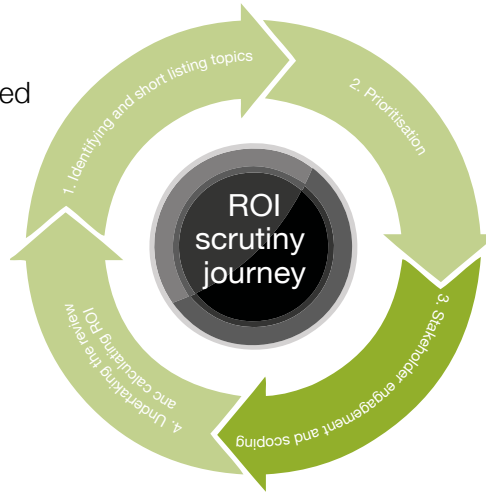 ed
1. Identifying and short listing topics
2. Prioritisation
ROI
scrutiny
journey
3. Stakeholder engagement and scoping
4. Undertaking the review
anc calculating ROI